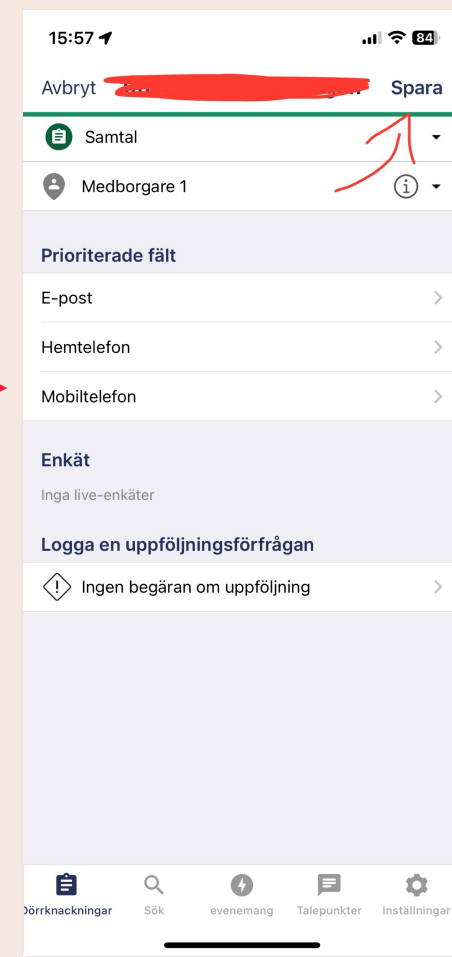 15:57
84
Avbryt
Spara
Samtal
Medborgare 1
Prioriterade fält
E-post
Hemtelefon
Mobiltelefon
Enkät
Inga live-enkäter
Logga en uppföljningsförfrågan
Ingen begäran om uppföljning
Dörrknackningar Sök evenemang Talepunkter Inställningar